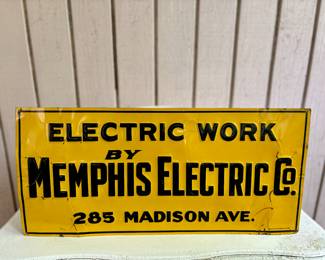 ELECTRIC WORK
BY
MEMPHIS ELECTRIC CO.
285 MADISON AVE.